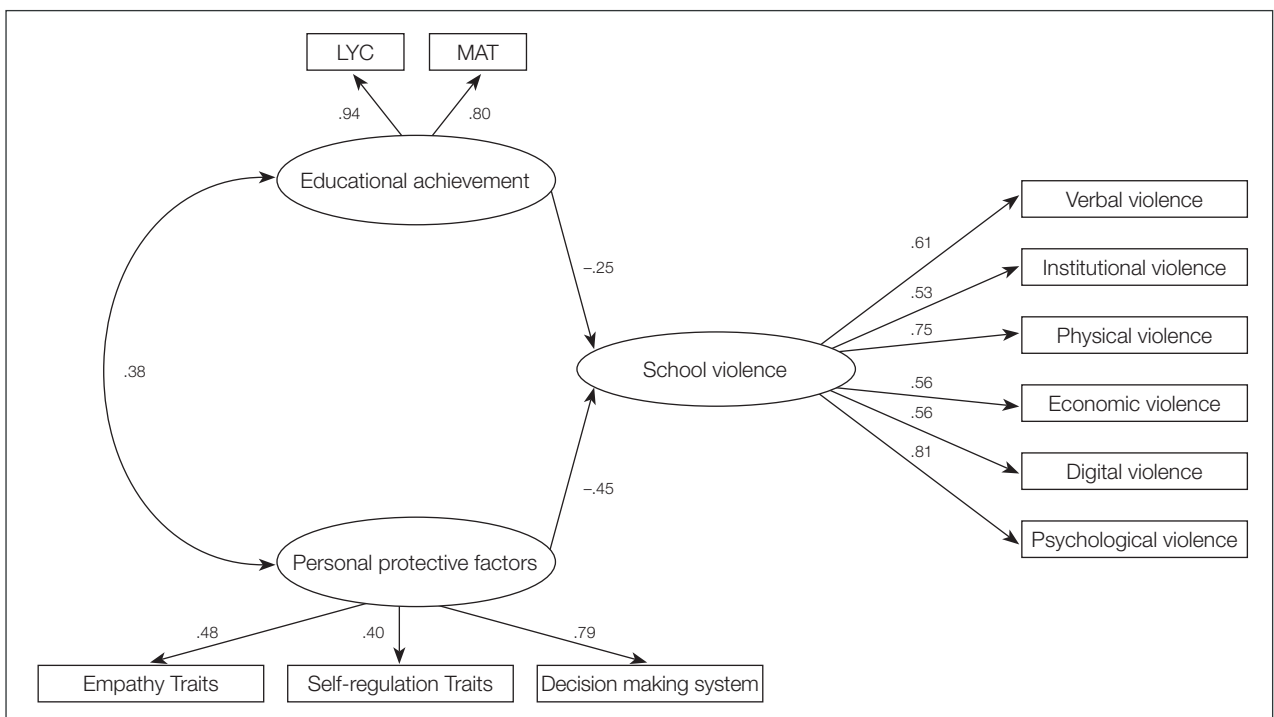 LYC
MAT
.94
.80
Educational achievement
Verbal violence
.61
–.25
Institutional violence
.53
.75
Physical violence
School violence
.38
.56
Economic violence
.56
Digital violence
.81
–.45
Psychological violence
Personal protective factors
.48
.40
.79
Empathy Traits
Self-regulation Traits
Decision making system